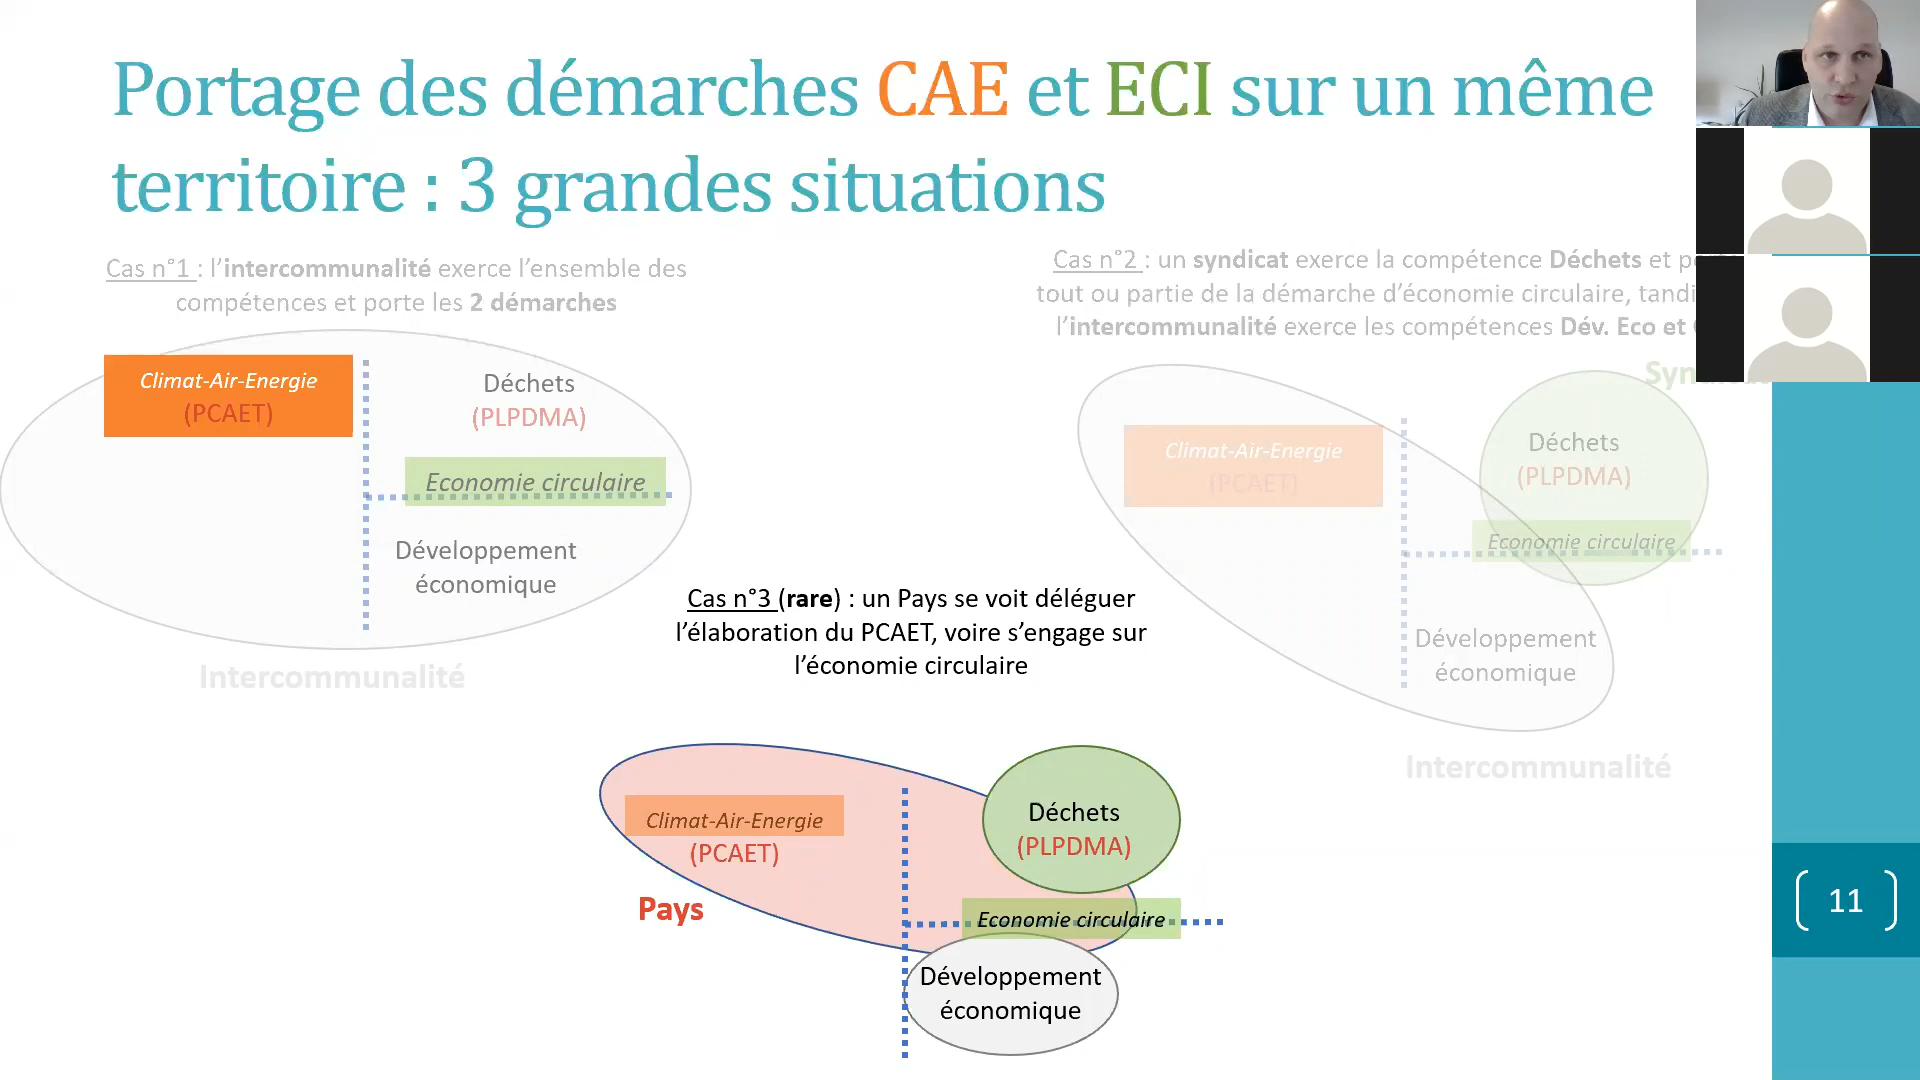 Portage des démarches CAE et ECI sur un même
territoire : 3 grandes situations
Cas n°1 : l’intercommunalité exerce l’ensemble des
compétences et porte les 2 démarches
Climat-Air-Energie
(PCAET)
Déchets
(PLPDMA)
Economie circulaire
Développement
économique
Intercommunalité
Cas n°2 : un syndicat exerce la compétence Déchets et
tout ou partie de la démarche d’économie circulaire,
l’intercommunalité exerce les compétences Dév. Eco et
Climat-Air-Energie
(PCAET)
Déchets
(PLPDMA)
Economie circulaire
Développement
économique
Intercommunalité
Cas n°3 (rare) : un Pays se voit déléguer
l’élaboration du PCAET, voire s’engage sur
l’économie circulaire
Climat-Air-Energie
(PCAET)
Pays
Déchets
(PLPDMA)
Economie circulaire
Développement
économique
11